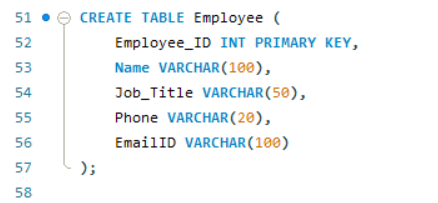 51 CREATE TABLE Employee (
52 Employee_ID INT PRIMARY KEY,
53 Name VARCHAR(100),
54 Job_Title VARCHAR(50),
55 Phone VARCHAR(20),
56 EmailID VARCHAR(100)
57 );
58